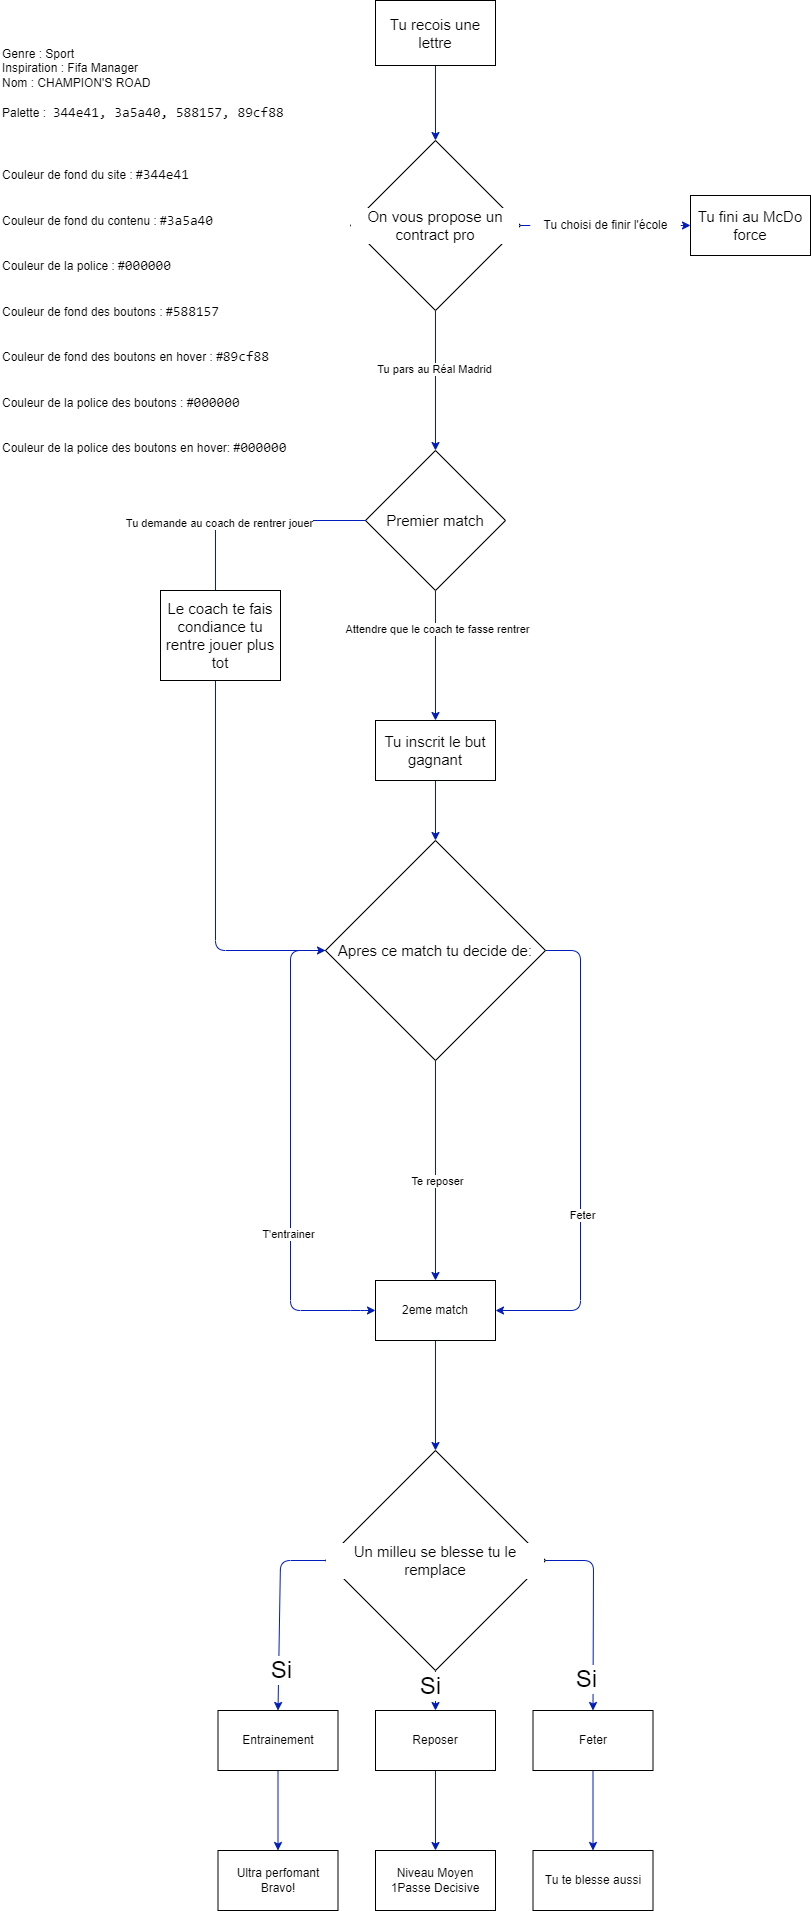 Tu recois une
lettre
Genre : Sport
Inspiration : Fifa Manager
Nom : CHAMPION'S ROAD
Palette : 344e41, 3a5a40, 588157, 89cf88
Couleur de fond du site : #344e41
Couleur de fond du contenu : #3a5a40
Couleur de la police : #000000
Couleur de fond des boutons : #588157
Couleur de fond des boutons en hover : #89cf88
Couleur de la police des boutons : #000000
Couleur de la police des boutons en hover: #000000
On vous propose un
contract pro
Tu choisi de finir l'école
Tu fini au McDo
force
Tu pars au Réal Madrid
Premier match
Tu demande au coach de rentrer jouer
Le coach te fais
condiance tu
rentre jouer plus
tot
Attendre que le coach te fasse rentrer
Tu inscrit le but
gagnant
Apres ce match tu decide de:
Te reposer
Feter
T'entrainer
2eme match
Un milleu se blesse tu le
remplace
Si
Si
Si
Entrainement
Reposer
Feter
Ultra perfomant
Bravo!
Niveau Moyen
1Passe Decisive
Tu te blesse aussi